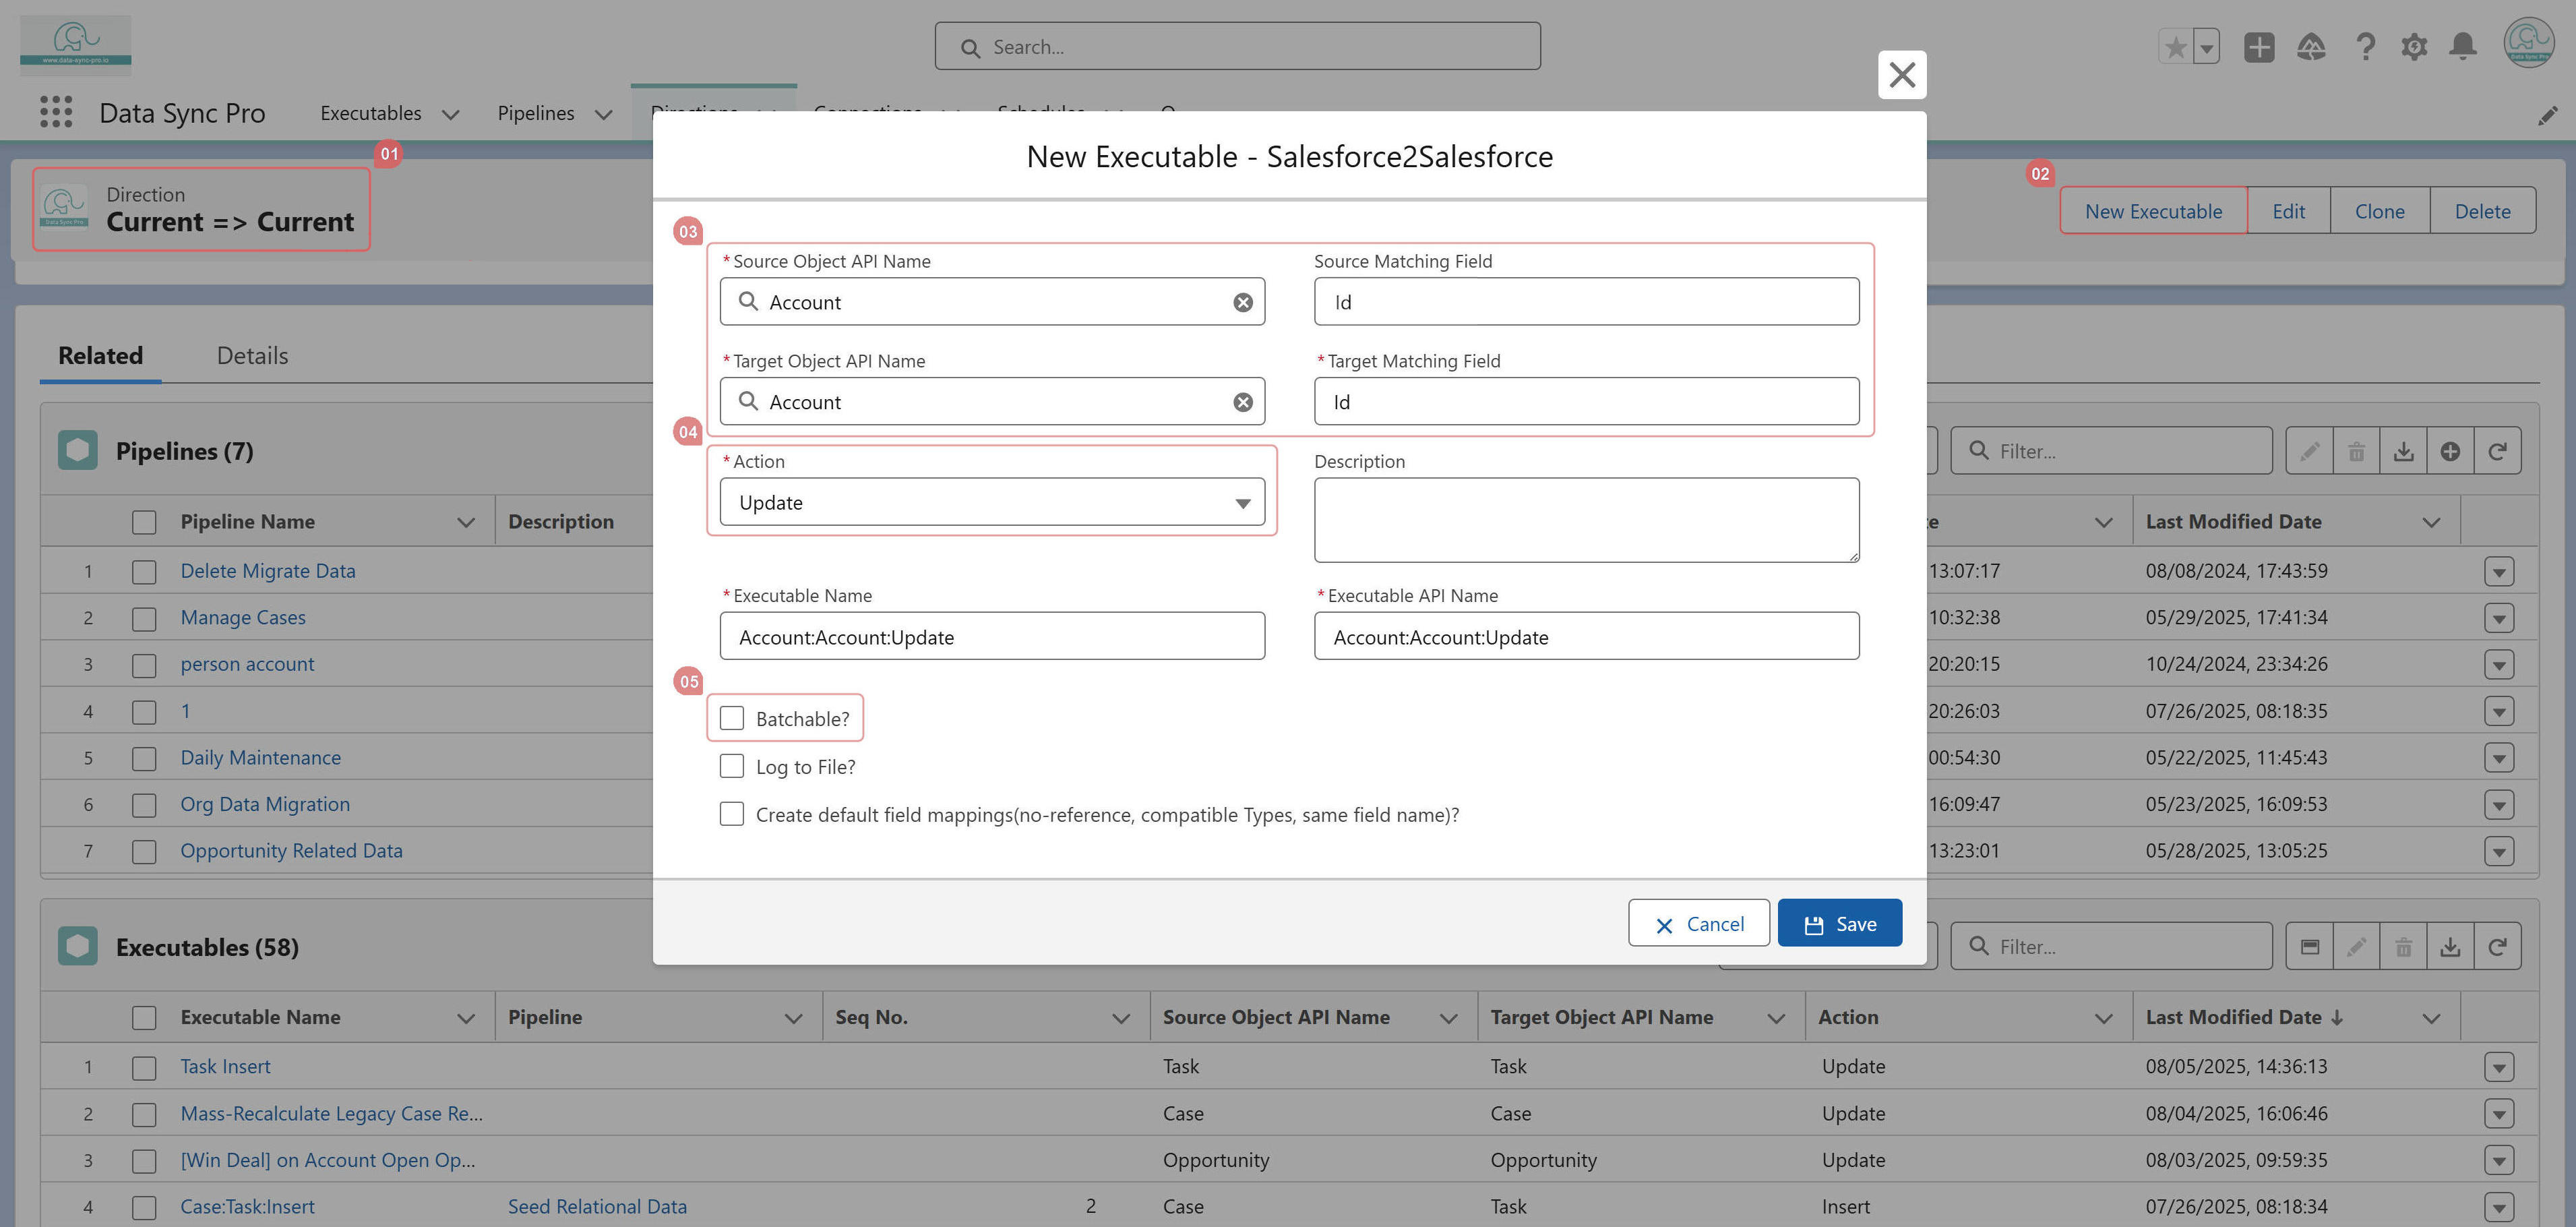 www.data-sync-pro.io
Search...
Data Sync Pro
Executables
Pipelines
Directions
Connections
Schedules
01
Direction
Current => Current
Data Sync Pro
02
New Executable
Edit
Clone
Delete
New Executable - Salesforce2Salesforce
03
*Source Object API Name
Source Matching Field
Account
Id
*Target Object API Name
*Target Matching Field
Account
Id
04
*Action
Description
Update
*Executable Name
*Executable API Name
Account:Account:Update
Account:Account:Update
05
Batchable?
Log to File?
Create default field mappings(no-reference, compatible Types, same field name)?
Cancel
Save
Related
Details
Pipelines (7)
Filter...
Pipeline Name
Description
Last Modified Date
1 Delete Migrate Data 13:07:17 08/08/2024, 17:43:59
2 Manage Cases 10:32:38 05/29/2025, 17:41:34
3 person account 20:20:15 10/24/2024, 23:34:26
4 1 20:26:03 07/26/2025, 08:18:35
5 Daily Maintenance 00:54:30 05/22/2025, 11:45:43
6 Org Data Migration 16:09:47 05/23/2025, 16:09:53
7 Opportunity Related Data 13:23:01 05/28/2025, 13:05:25
Executables (58)
Filter...
Executable Name Pipeline Seq No. Source Object API Name Target Object API Name Action Last Modified Date
1 Task Insert Task Task Update 08/05/2025, 14:36:13
2 Mass-Recalculate Legacy Case Re... Case Case Update 08/04/2025, 16:06:46
3 [Win Deal] on Account Open Op... Opportunity Opportunity Update 08/03/2025, 09:59:35
4 Case:Task:Insert Seed Relational Data 2 Case Task Insert 07/26/2025, 08:18:34